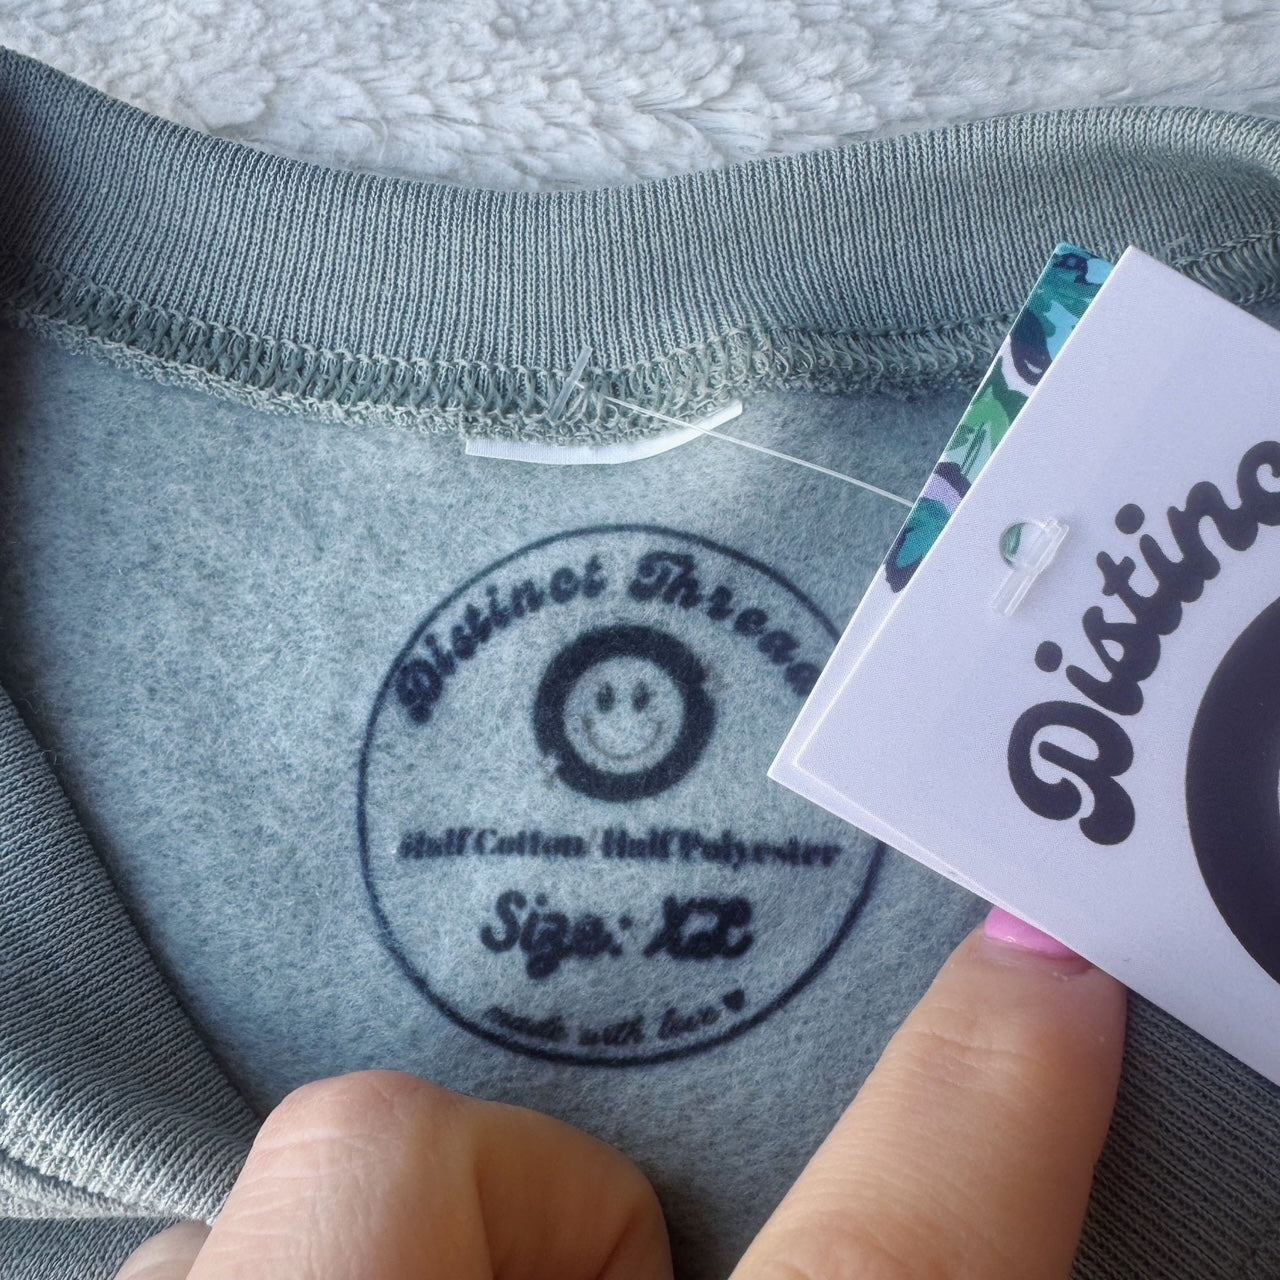 Distinct Thread
Half Cotton/Half Polyester
Size: XL
made with love ♥
Distinc